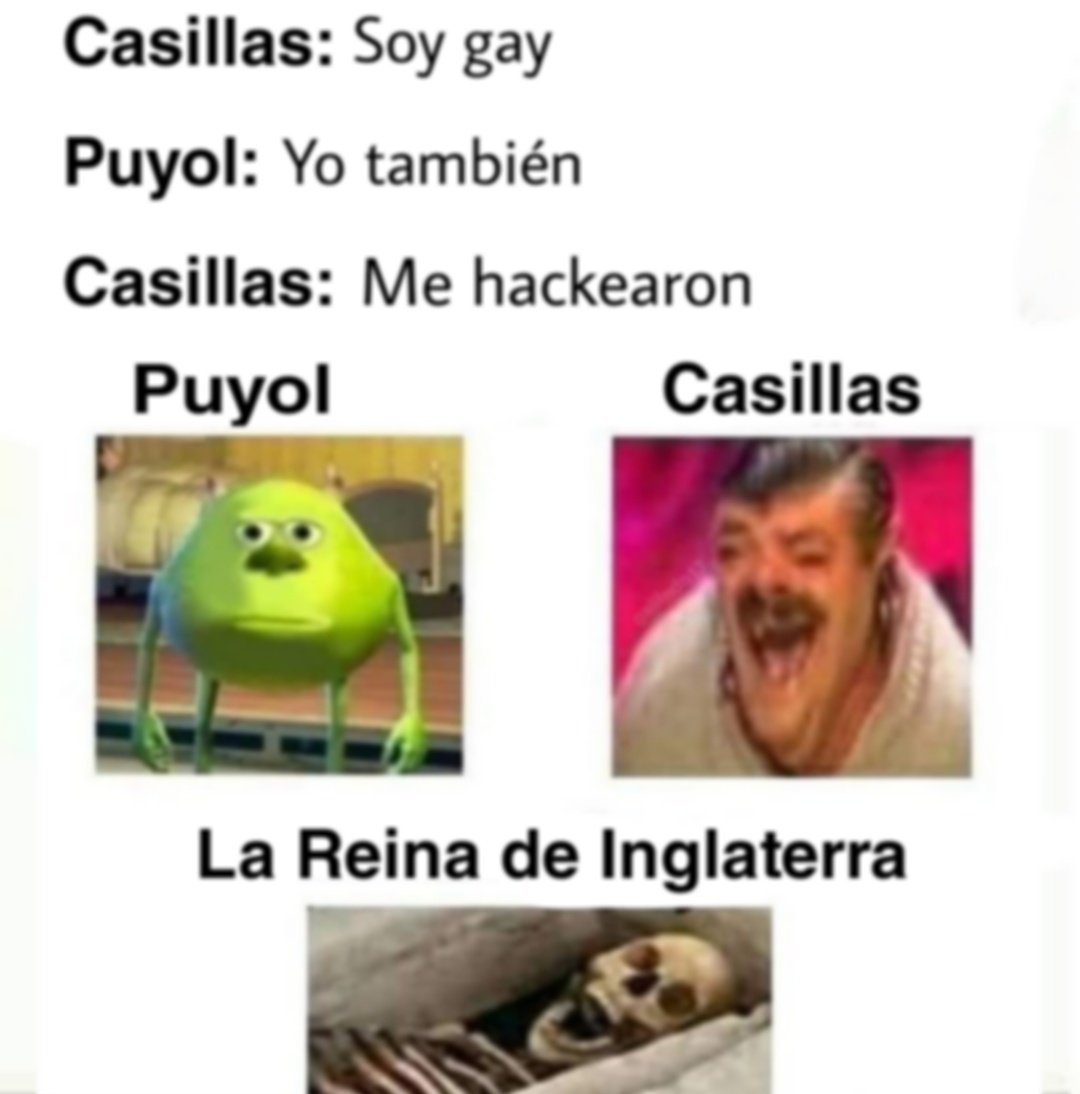 Casillas: Soy gay
Puyol: Yo también
Casillas: Me hackearon
Puyol Casillas
La Reina de Inglaterra